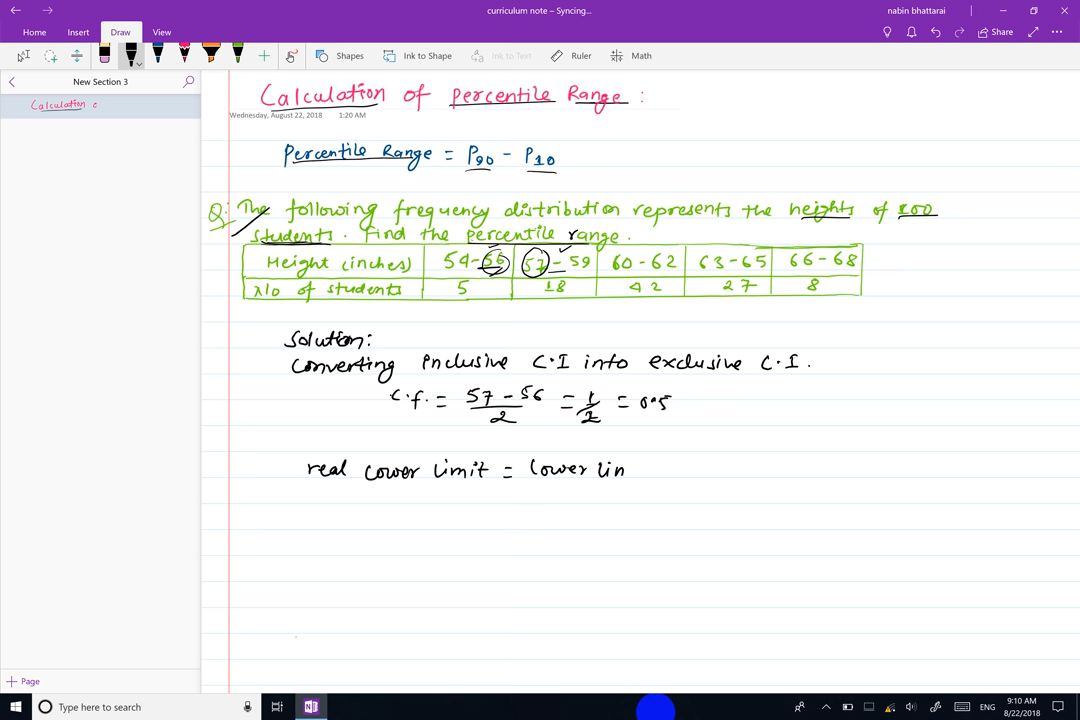 curriculum note – Syncing...
nabin bhattarai
Home Insert Draw View
Share
Shapes Ink to Shape Ink to Text Ruler Math
New Section 3
Calculation c
Calculation of percentile Range :
Wednesday, August 22, 2018 1:20 AM
Percentile Range = P90 - P10
Q: The following frequency distribution represents the heights of 100
students. Find the percentile range.
Height (inches) 54-56 57-59 60-62 63-65 66-68
No of students 5 18 42 27 8
Solution:
Converting inclusive C.I into exclusive C.I.
C.f. = 57-56/2 = 1/2 = 0.5
real lower limit = lower lim
Page
Type here to search
ENG
9:10 AM
8/22/2018